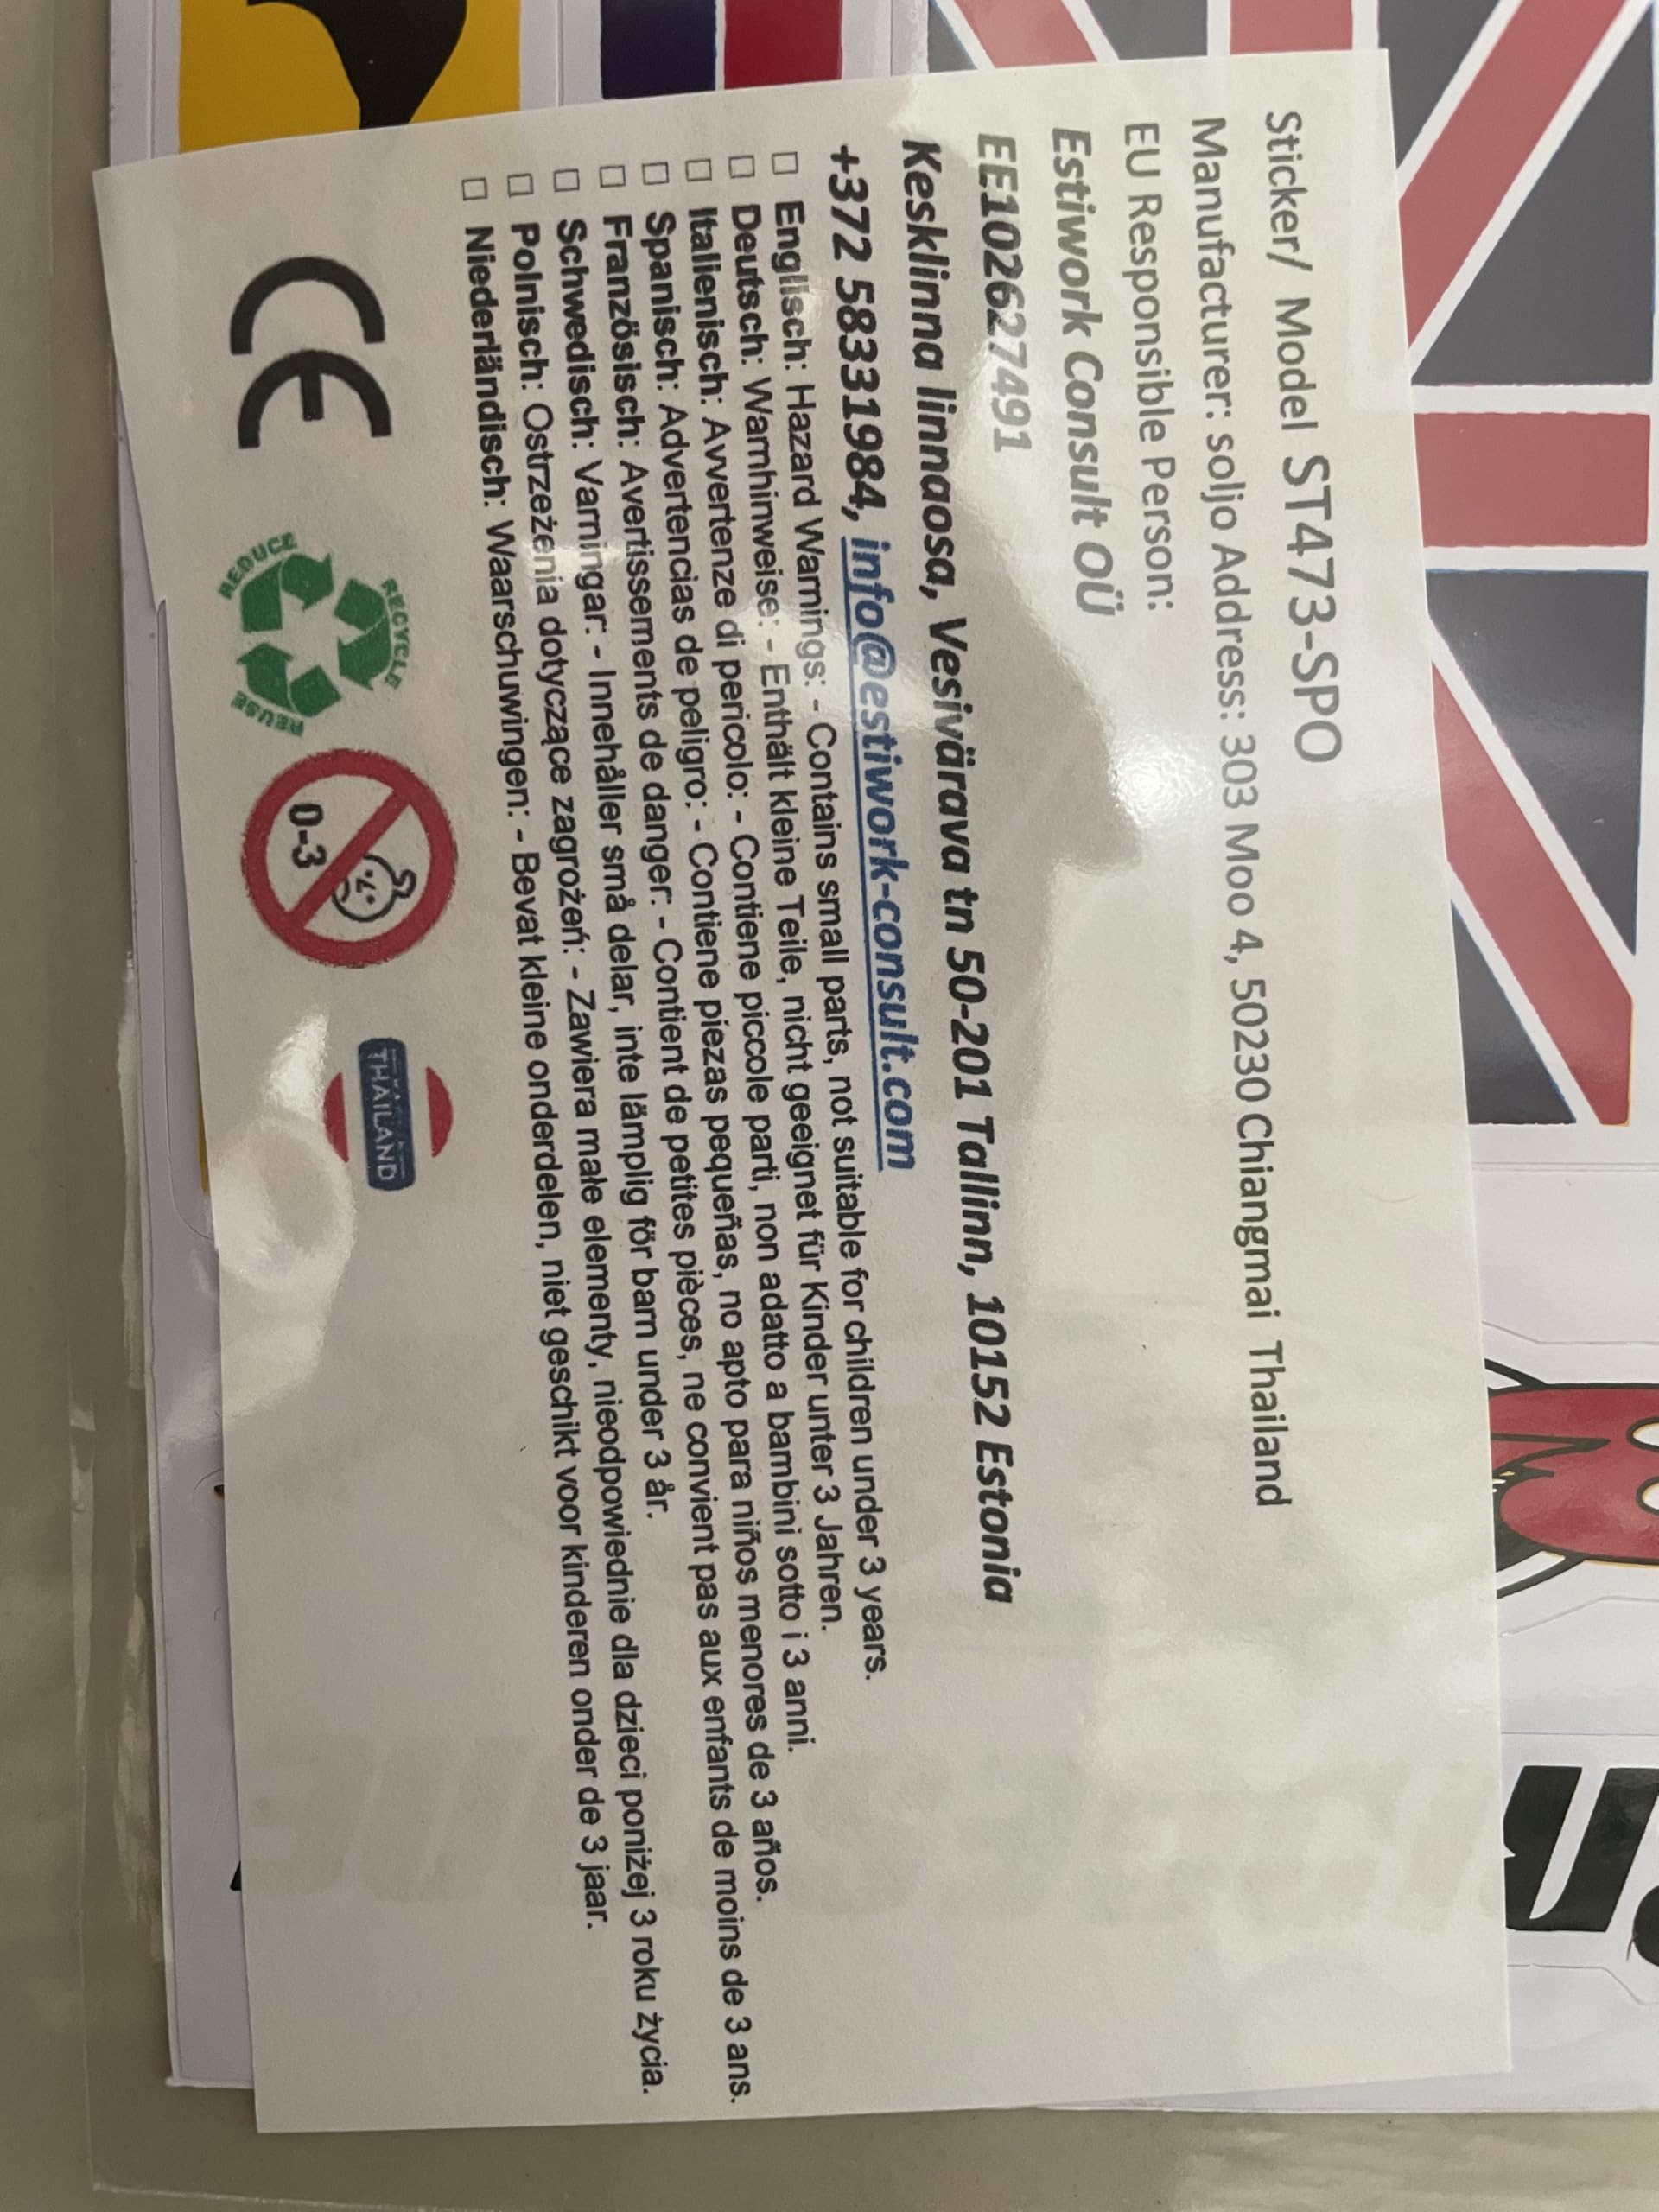 Sticker/ Model ST473-SPO
Manufacturer: soljo Address: 303 Moo 4, 50230 Chiangmai Thailand
EU Responsible Person:
Estiwork Consult OÜ
EE102627491
Kesklinna linnaosa, Vesivärava tn 50-201 Tallinn, 10152 Estonia
+372 58331984, info@estiwork-consult.com
☐ Englisch: Hazard Warnings: - Contains small parts, not suitable for children under 3 years.
☐ Deutsch: Warnhinweise: - Enthält kleine Teile, nicht geeignet für Kinder unter 3 Jahren.
☐ Italienisch: Avvertenze di pericolo: - Contiene piccole parti, non adatto a bambini sotto i 3 anni.
☐ Spanisch: Advertencias de peligro: - Contiene piezas pequeñas, no apto para niños menores de 3 años.
☐ Französisch: Avertissements de danger: - Contient de petites pièces, ne convient pas aux enfants de moins de 3 ans.
☐ Schwedisch: Varningar: - Innehåller små delar, inte lämplig för barn under 3 år.
☐ Polnisch: Ostrzeżenia dotyczące zagrożeń: - Zawiera małe elementy, nieodpowiednie dla dzieci poniżej 3 roku życia.
☐ Niederländisch: Waarschuwingen: - Bevat kleine onderdelen, niet geschikt voor kinderen onder de 3 jaar.
CE
REDUCE
RECYCLE
REUSE
0-3
THAILAND